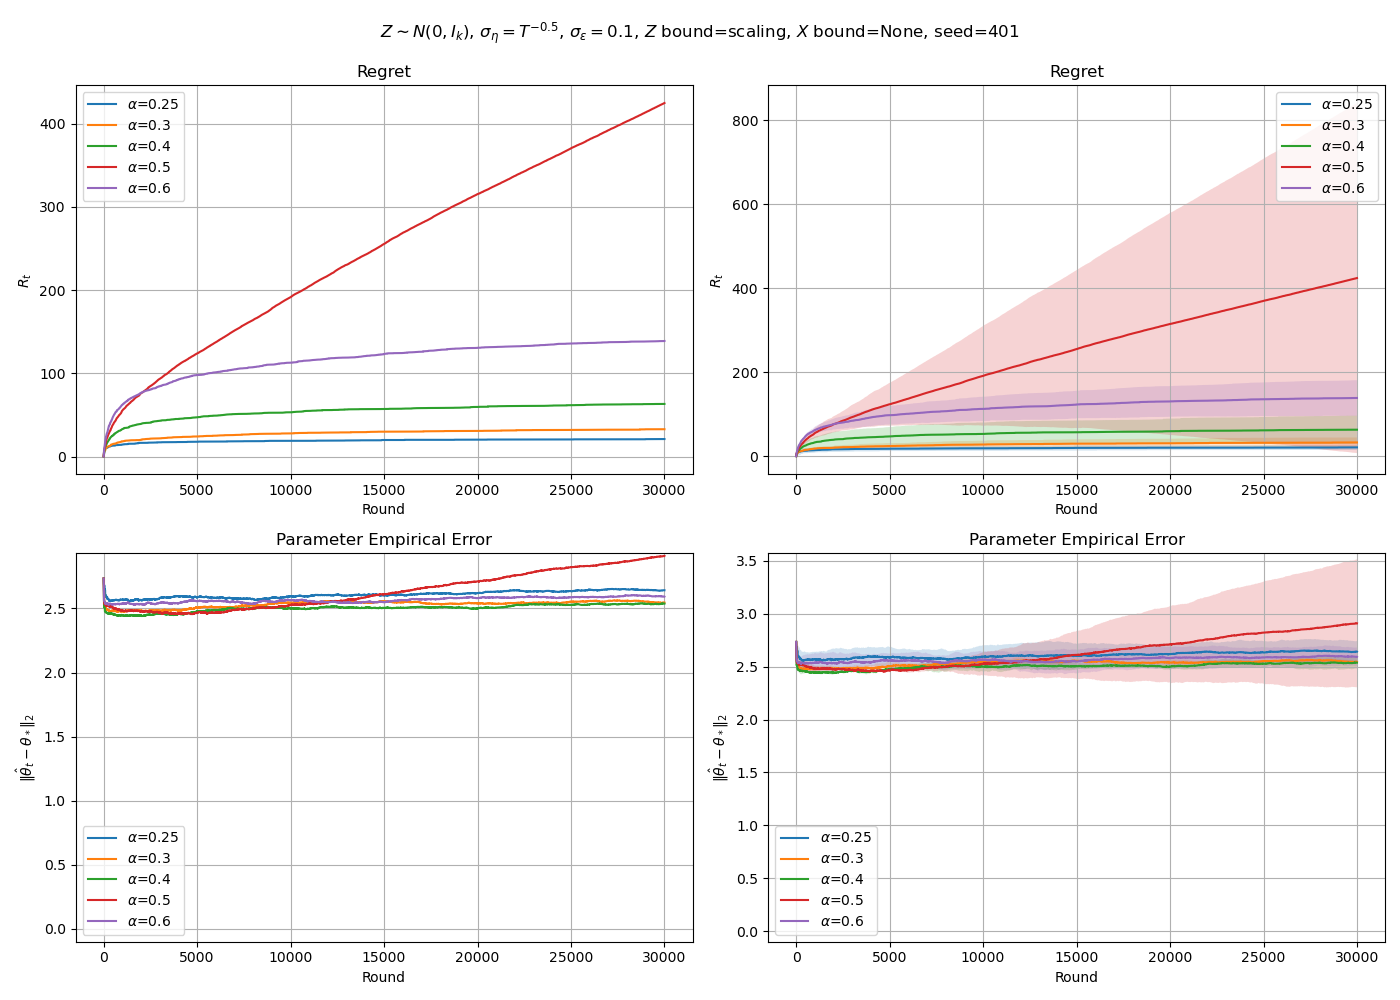 Z ∼ N(0, I_k), σ_η = T^{−0.5}, σ_ε = 0.1, Z bound=scaling, X bound=None, seed=401
Regret
α=0.25
α=0.3
α=0.4
α=0.5
α=0.6
R_t
400
300
200
100
0
0 5000 10000 15000 20000 25000 30000
Round
Regret
α=0.25
α=0.3
α=0.4
α=0.5
α=0.6
R_t
800
600
400
200
0
0 5000 10000 15000 20000 25000 30000
Round
Parameter Empirical Error
‖θ̂_t − θ_*‖_2
2.5
2.0
1.5
1.0
0.5
0.0
α=0.25
α=0.3
α=0.4
α=0.5
α=0.6
0 5000 10000 15000 20000 25000 30000
Round
Parameter Empirical Error
‖θ̂_t − θ_*‖_2
3.5
3.0
2.5
2.0
1.5
1.0
0.5
0.0
α=0.25
α=0.3
α=0.4
α=0.5
α=0.6
0 5000 10000 15000 20000 25000 30000
Round